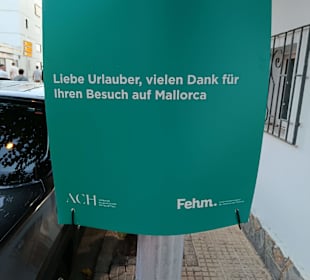 Liebe Urlauber, vielen Dank für
Ihren Besuch auf Mallorca
ACH
Fehm.